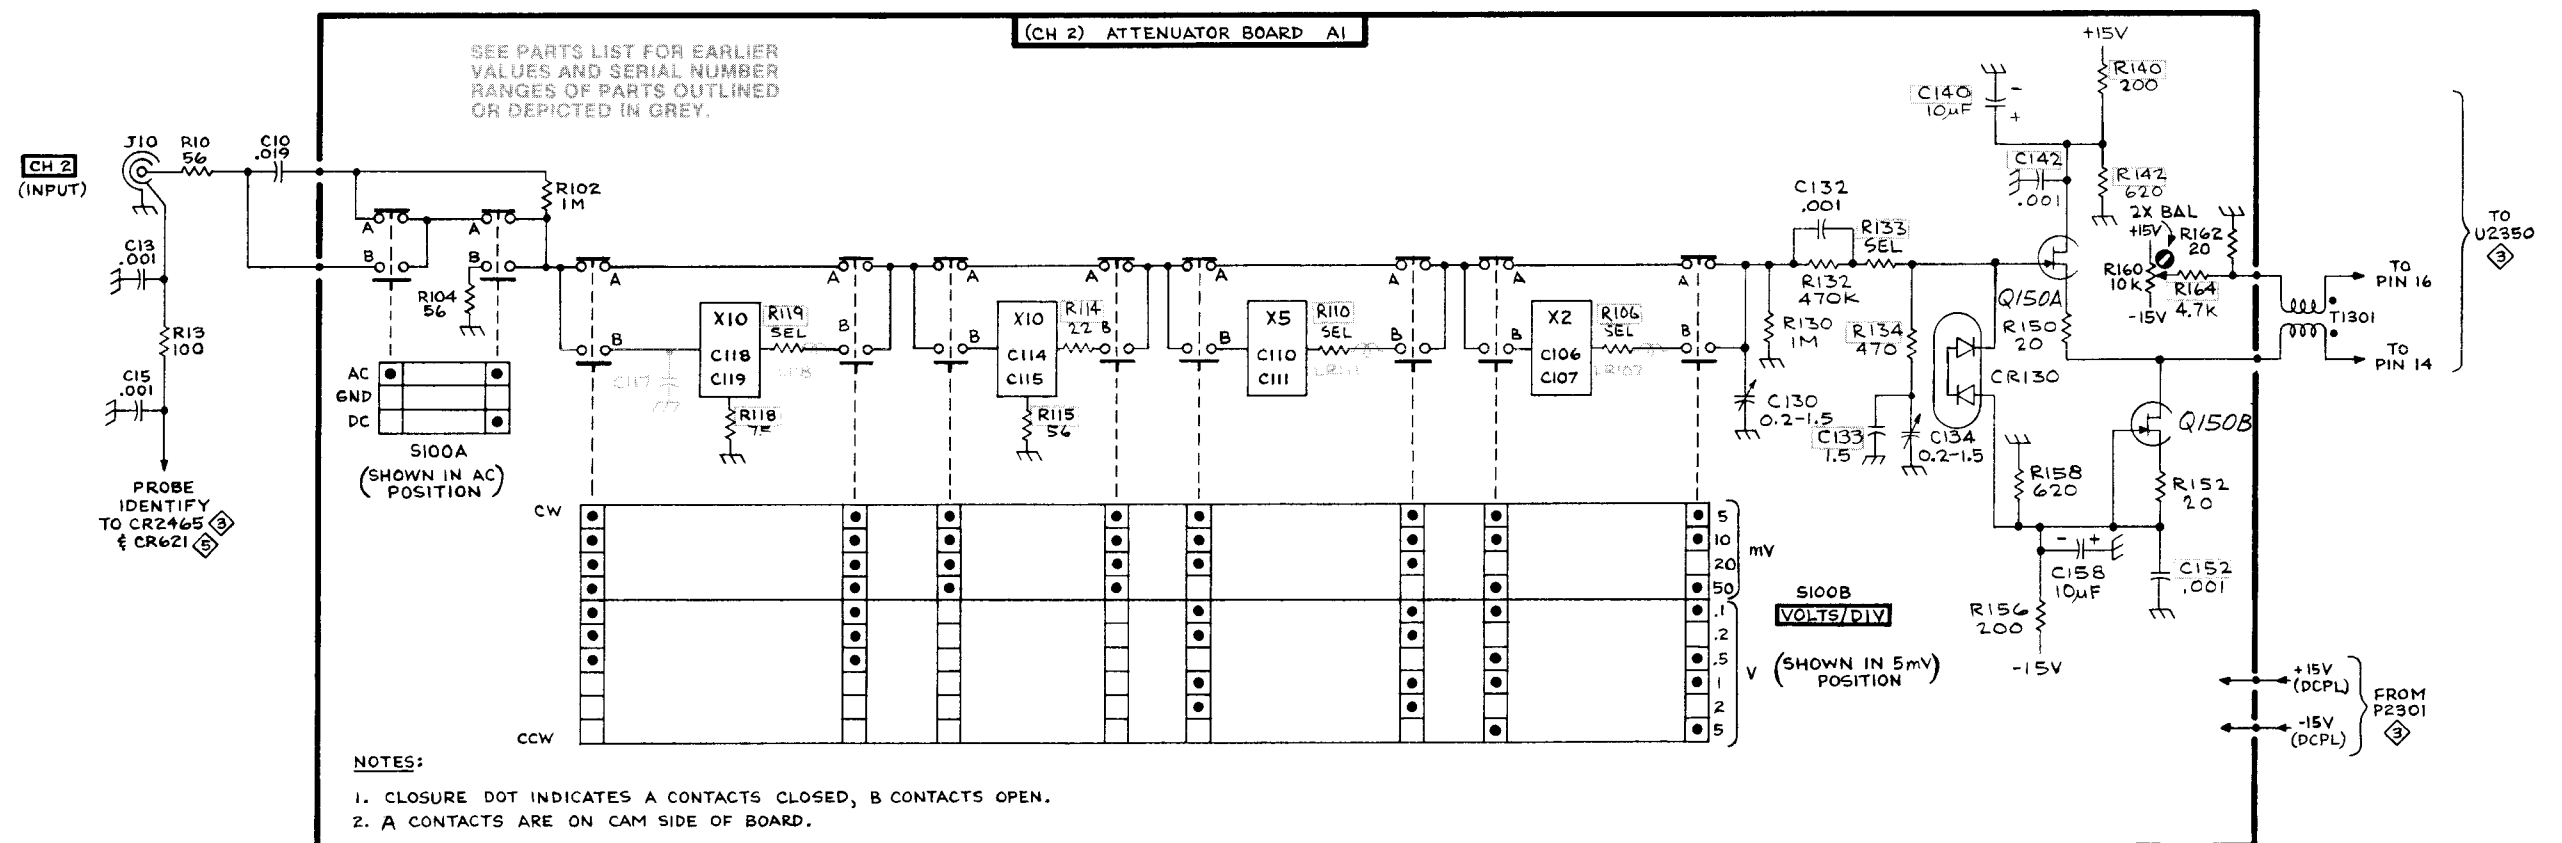 (CH 2) ATTENUATOR BOARD A1
SEE PARTS LIST FOR EARLIER
VALUES AND SERIAL NUMBER
RANGES OF PARTS OUTLINED
OR DEPICTED IN GREY.
CH 2
(INPUT)
J10
R10
56
C10
.019
C13
.001
R13
100
C15
.001
PROBE
IDENTIFY
TO CR2465 3
& CR621 5
R102
1M
A
A
B
B
R104
56
AC
GND
DC
S100A
(SHOWN IN AC
POSITION)
A
B
C117
X10
C118
C119
R119
SEL
R118
75
A
B
A
B
X10
C114
C115
R114
22
R115
56
A
B
A
B
X5
C110
C111
R110
SEL
LR111
A
B
A
B
X2
C106
C107
R106
SEL
LR107
A
B
C132
.001
R133
SEL
R132
470K
R130
1M
C130
0.2-1.5
R134
470
C133
1.5
C134
0.2-1.5
CR130
+15V
R140
200
C140
10µF
-
+
C142
.001
R142
620
2X BAL
+15V
R162
20
R160
10K
R164
4.7K
-15V
Q150A
R150
20
T1301
TO
PIN 16
TO
PIN 14
TO
U2350
3
Q150B
R158
620
R152
20
- +
C158
10µF
C152
.001
R156
200
-15V
CW
CCW
5
10
20
50
mV
.1
.2
.5
1
2
5
V
S100B
VOLTS/DIV
(SHOWN IN 5mV
POSITION)
+15V
(DCPL)
-15V
(DCPL)
FROM
P2301
3
NOTES:
1. CLOSURE DOT INDICATES A CONTACTS CLOSED, B CONTACTS OPEN.
2. A CONTACTS ARE ON CAM SIDE OF BOARD.